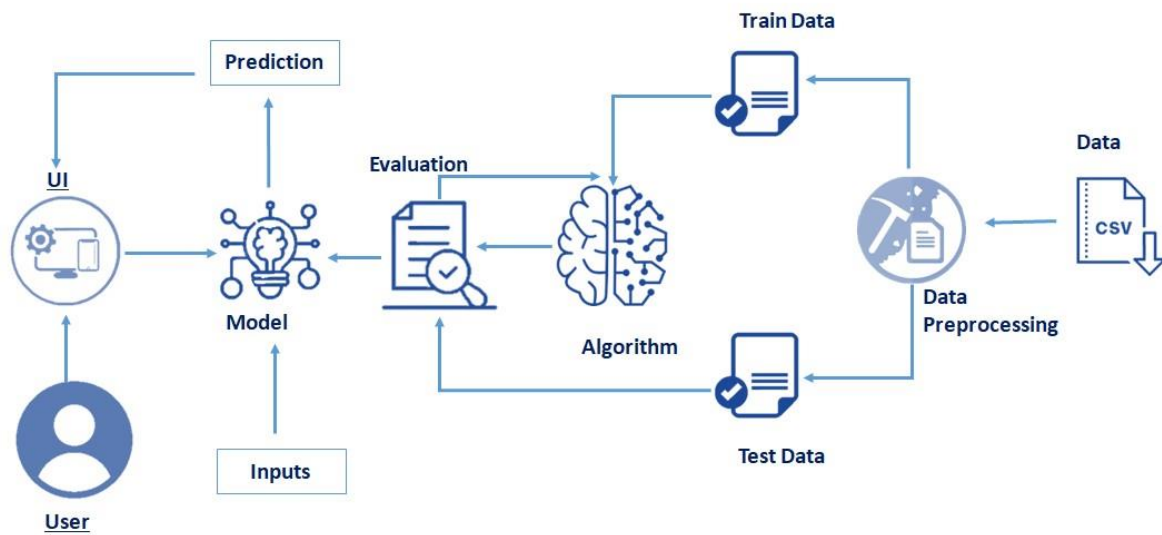 Train Data
Prediction
Evaluation
Data
UI
CSV
Data
Preprocessing
Model
Algorithm
Inputs
Test Data
User